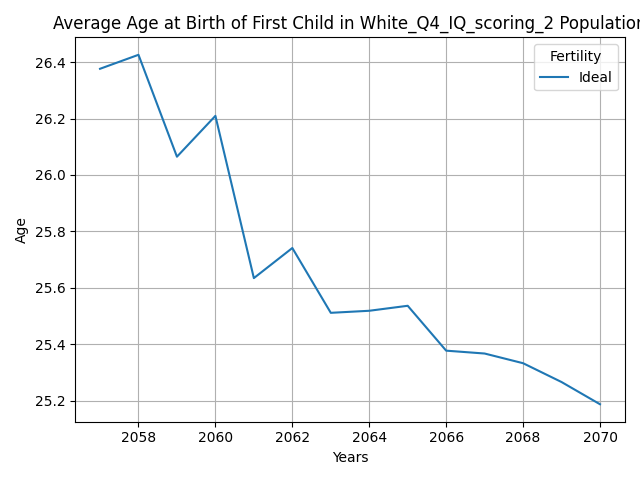 Average Age at Birth of First Child in White_Q4_IQ_scoring_2 Population
Fertility
Ideal
26.4
26.2
26.0
25.8
25.6
25.4
25.2
Age
2058 2060 2062 2064 2066 2068 2070
Years